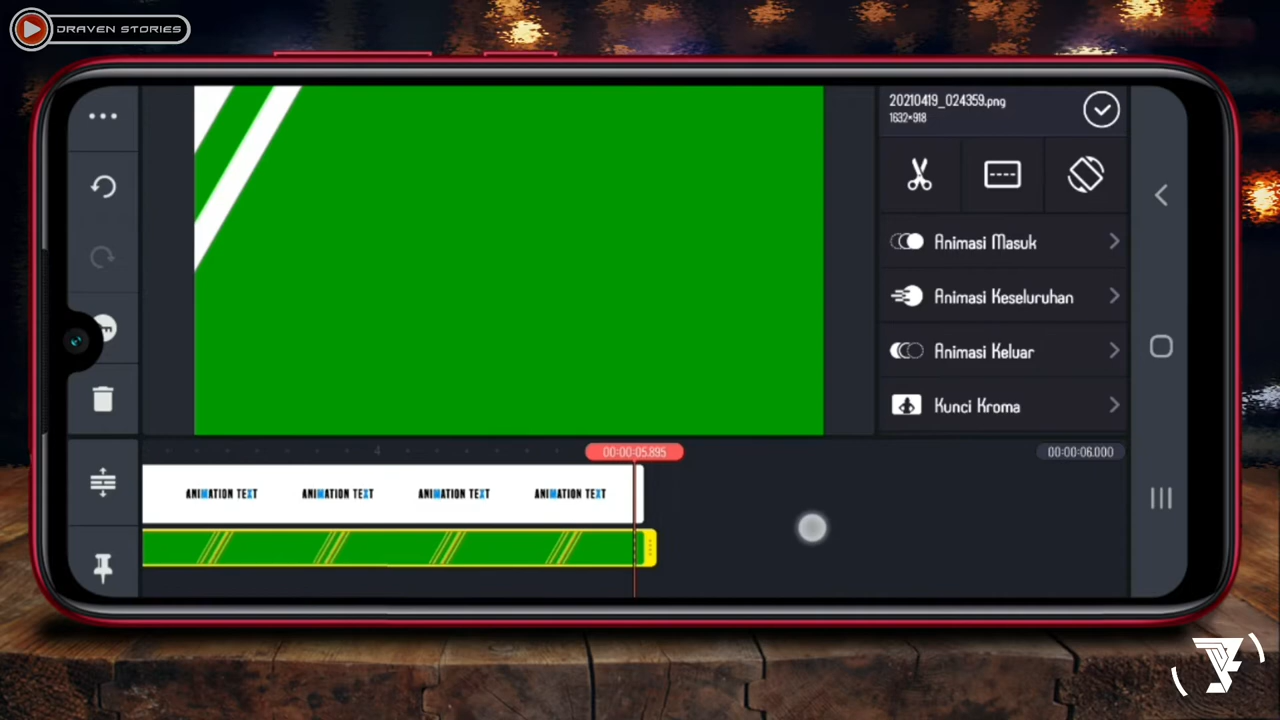 DRAVEN STORIES
20210419_024359.png
1632×918
Animasi Masuk
Animasi Keseluruhan
Animasi Keluar
Kunci Kroma
4
00:00:05.895
00:00:06.000
ANIMATION TEXT ANIMATION TEXT ANIMATION TEXT ANIMATION TEXT